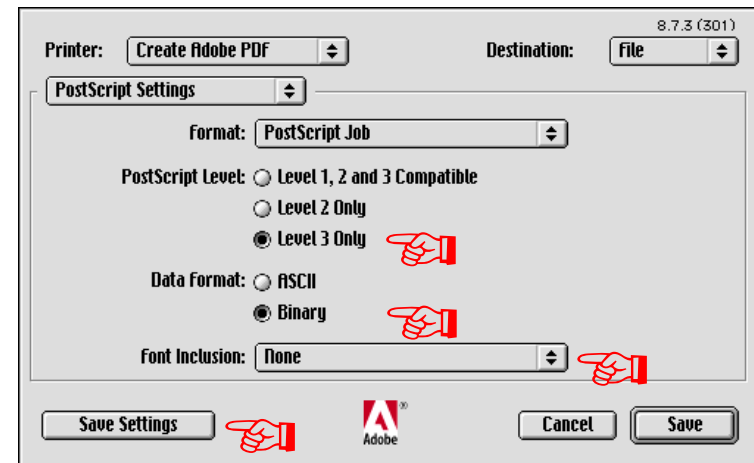 8.7.3 (301)
Printer: Create Adobe PDF Destination: File
PostScript Settings
Format: PostScript Job
PostScript Level: Level 1, 2 and 3 Compatible
Level 2 Only
Level 3 Only
Data Format: ASCII
Binary
Font Inclusion: None
Save Settings Adobe® Cancel Save